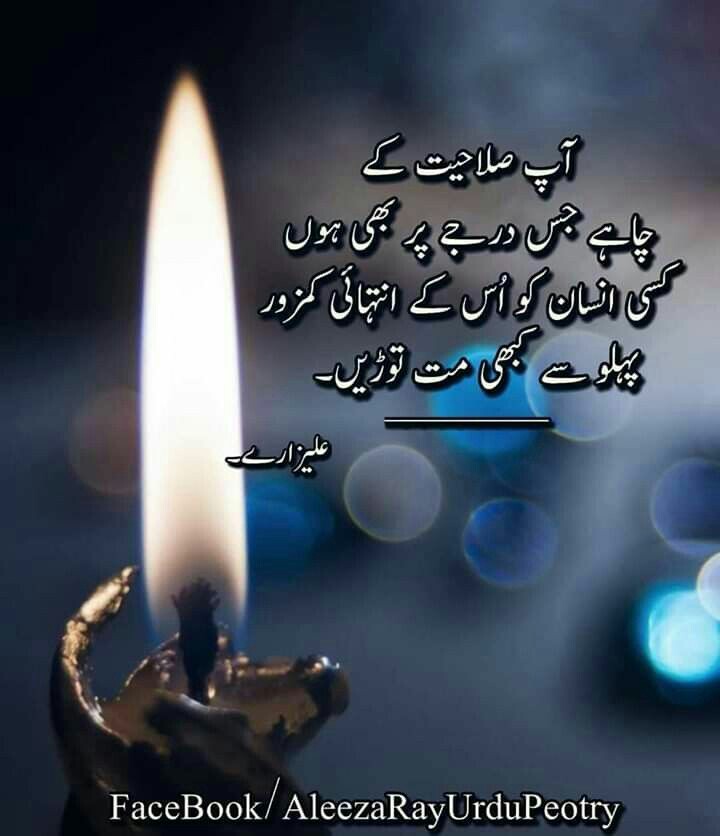 آپ صلاحیت کے
چاہے جس درجے پر بھی ہوں
کسی انسان کو اُس کے انتہائی کمزور
پہلو سے کبھی مت توڑیں۔
علیزارے۔
FaceBook/AleezaRayUrduPeotry